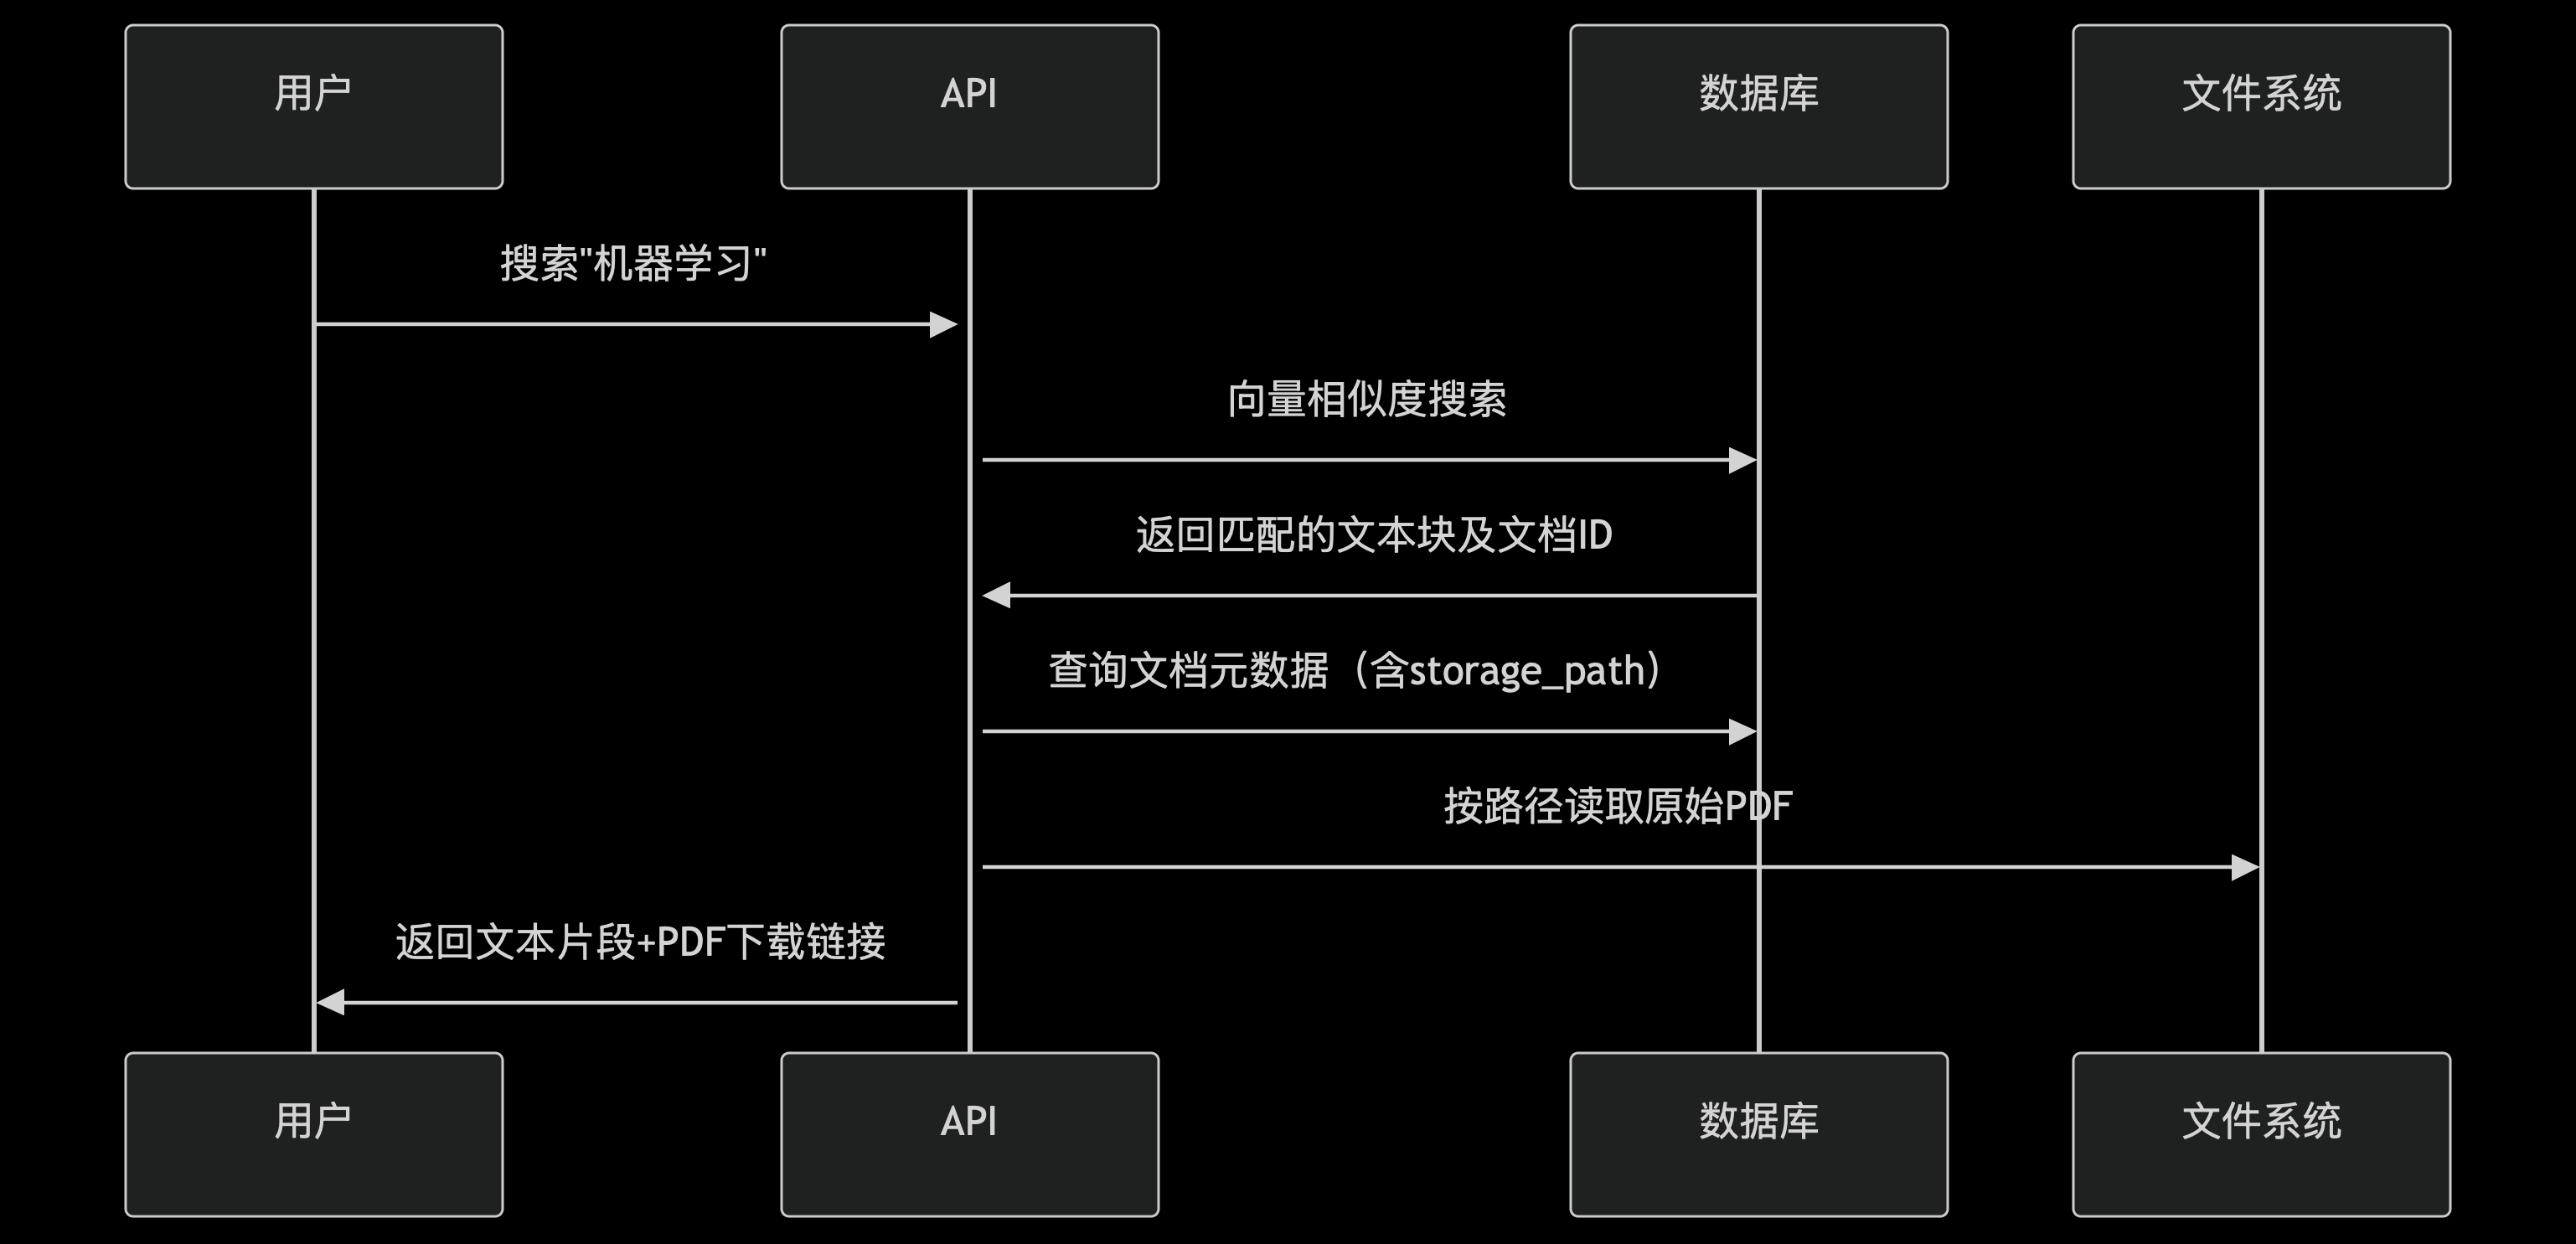 用户
API
数据库
文件系统
搜索"机器学习"
向量相似度搜索
返回匹配的文本块及文档ID
查询文档元数据（含storage_path）
按路径读取原始PDF
返回文本片段+PDF下载链接
用户
API
数据库
文件系统